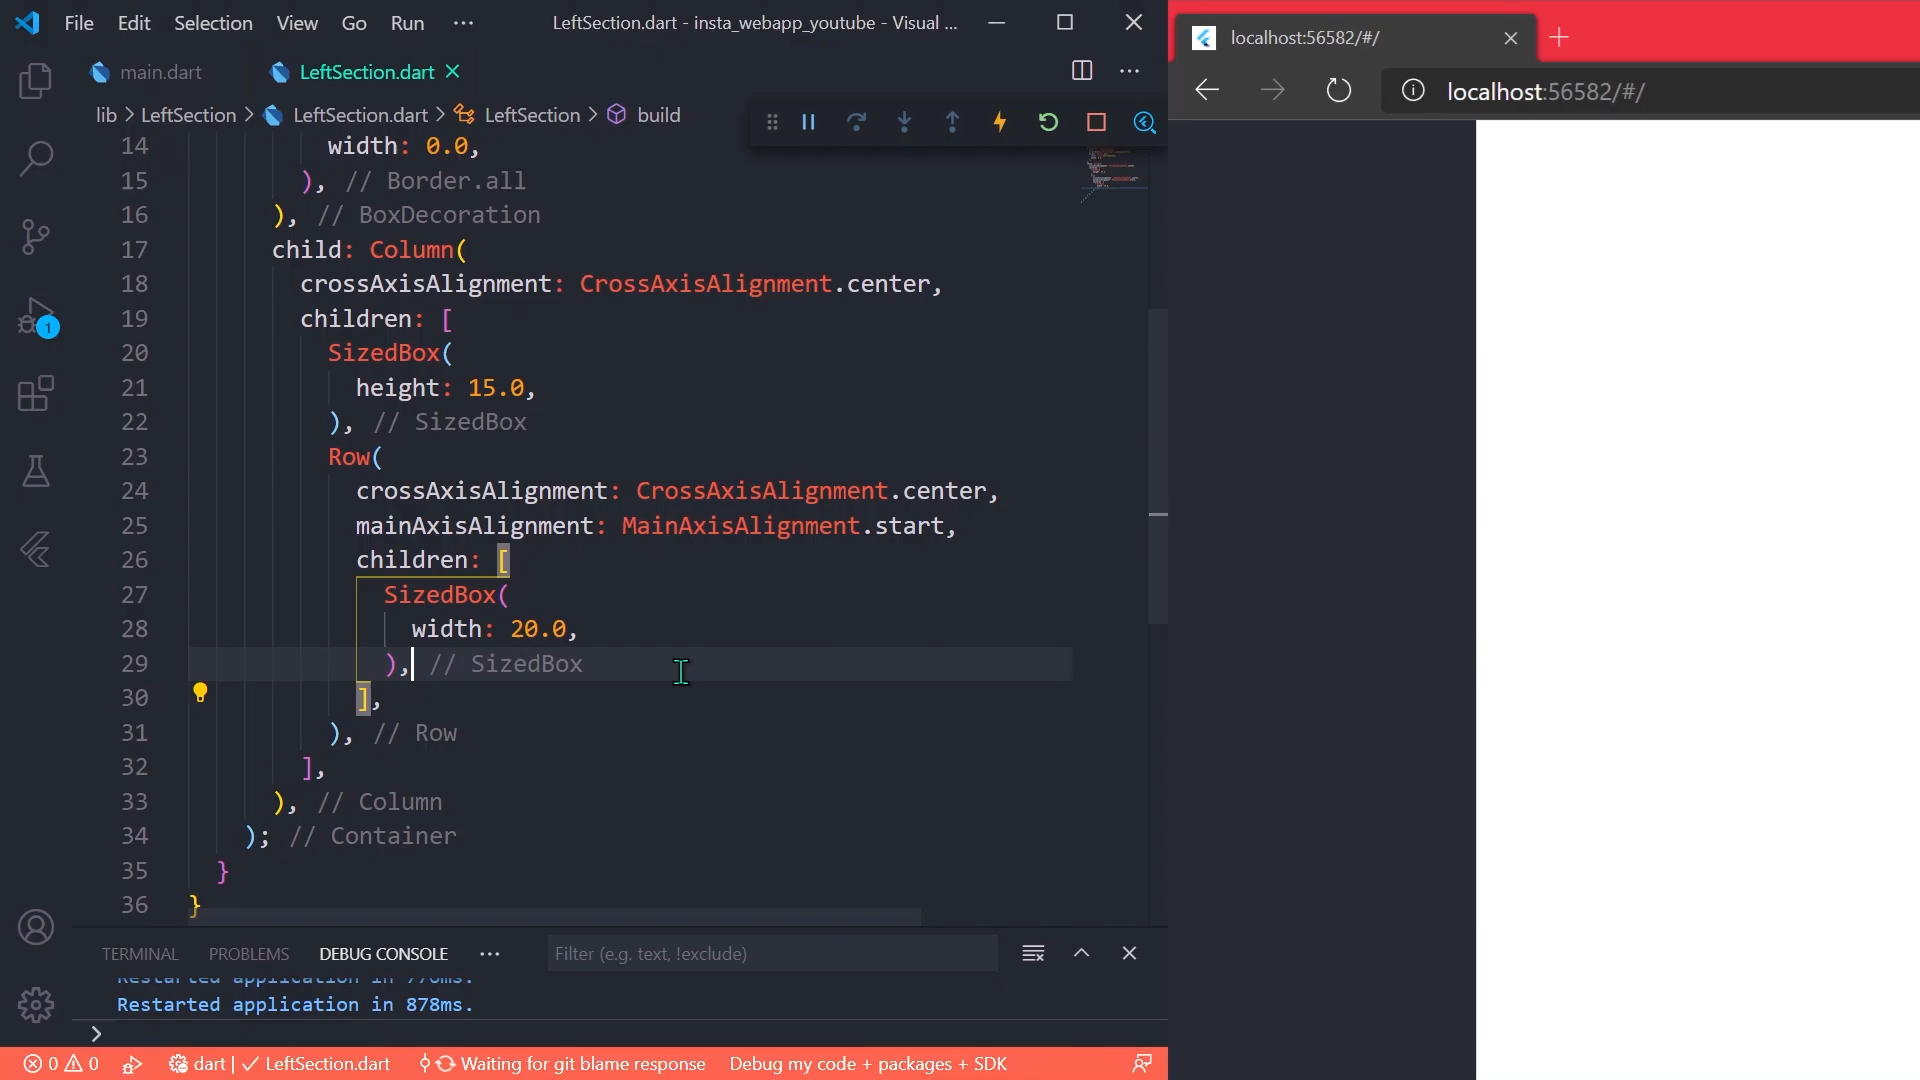 File Edit Selection View Go Run ··· LeftSection.dart - insta_webapp_youtube - Visual ...
main.dart LeftSection.dart
lib > LeftSection > LeftSection.dart > LeftSection > build
14 width: 0.0,
15 ), // Border.all
16 ), // BoxDecoration
17 child: Column(
18 crossAxisAlignment: CrossAxisAlignment.center,
19 children: [
20 SizedBox(
21 height: 15.0,
22 ), // SizedBox
23 Row(
24 crossAxisAlignment: CrossAxisAlignment.center,
25 mainAxisAlignment: MainAxisAlignment.start,
26 children: [
27 SizedBox(
28 width: 20.0,
29 ), // SizedBox
30 ],
31 ), // Row
32 ],
33 ), // Column
34 ); // Container
35 }
36 }
1
TERMINAL PROBLEMS DEBUG CONSOLE ··· Filter (e.g. text, !exclude)
Restarted application in 878ms.
>
0 0 dart | ✓ LeftSection.dart Waiting for git blame response Debug my code + packages + SDK
localhost:56582/#/
localhost:56582/#/